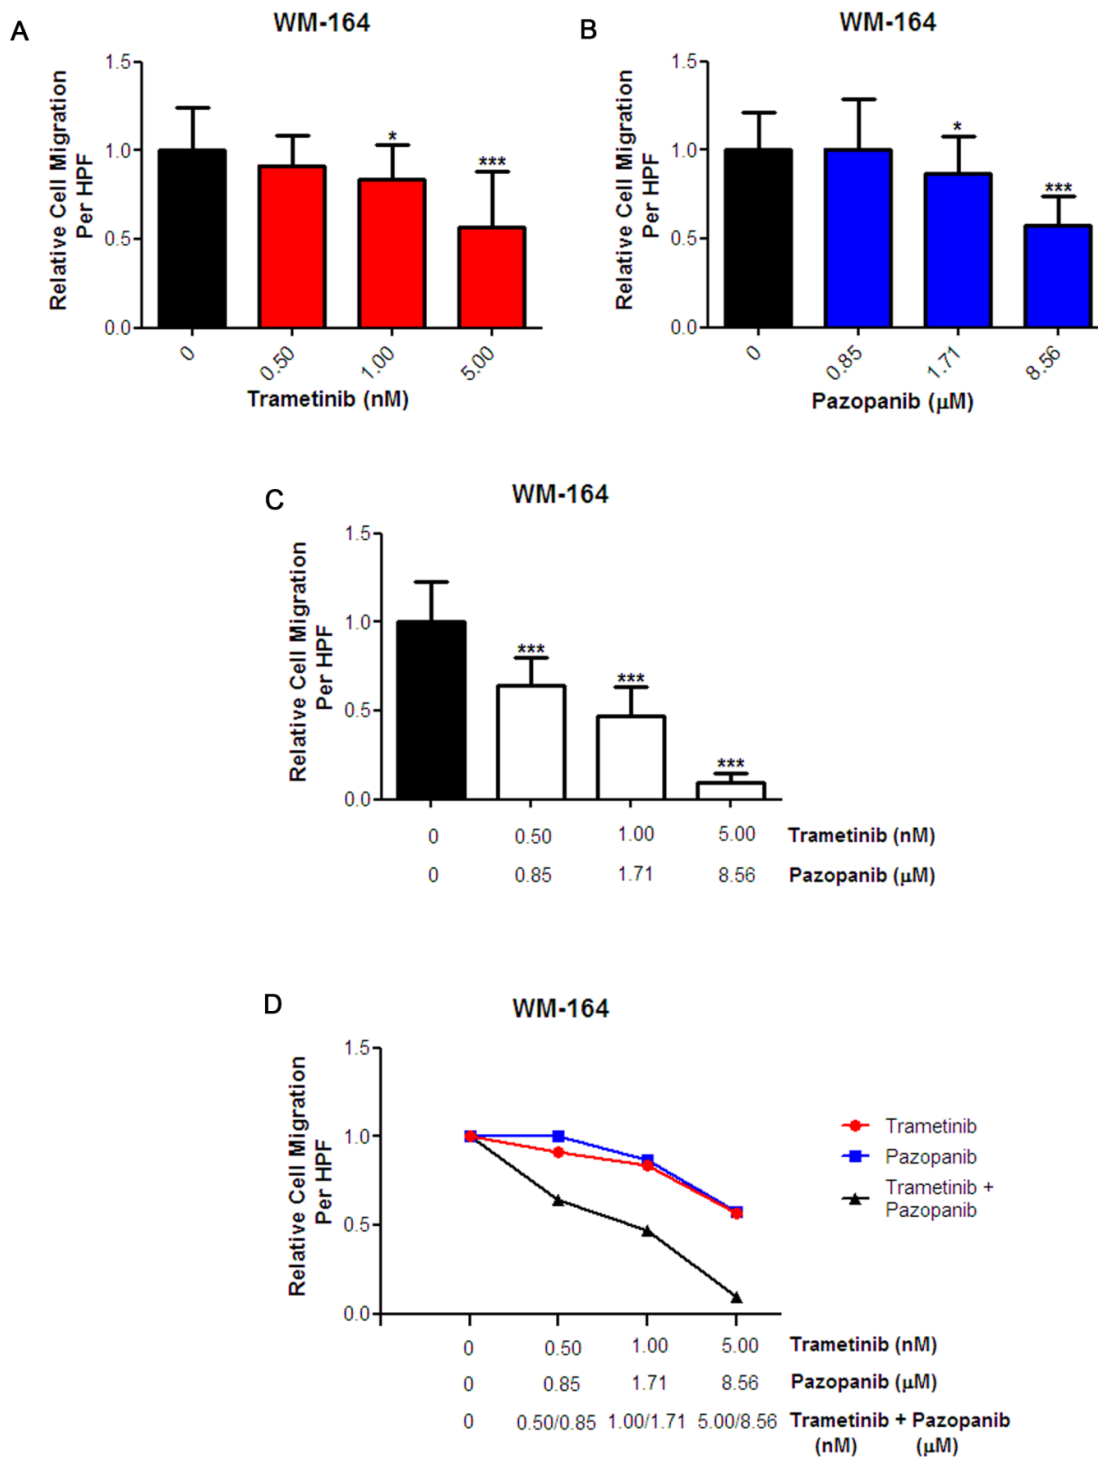 A
WM-164
Relative Cell Migration
Per HPF
1.5
1.0
0.5
0.0
*
***
0
0.50
1.00
5.00
Trametinib (nM)
B
WM-164
Relative Cell Migration
Per HPF
1.5
1.0
0.5
0.0
*
***
0
0.85
1.71
8.56
Pazopanib (μM)
C
WM-164
Relative Cell Migration
Per HPF
1.5
1.0
0.5
0.0
***
***
***
0 0.50 1.00 5.00 Trametinib (nM)
0 0.85 1.71 8.56 Pazopanib (μM)
D
WM-164
Relative Cell Migration
Per HPF
1.5
1.0
0.5
0.0
Trametinib
Pazopanib
Trametinib +
Pazopanib
0 0.50 1.00 5.00 Trametinib (nM)
0 0.85 1.71 8.56 Pazopanib (μM)
0 0.50/0.85 1.00/1.71 5.00/8.56 Trametinib + Pazopanib
(nM) (μM)